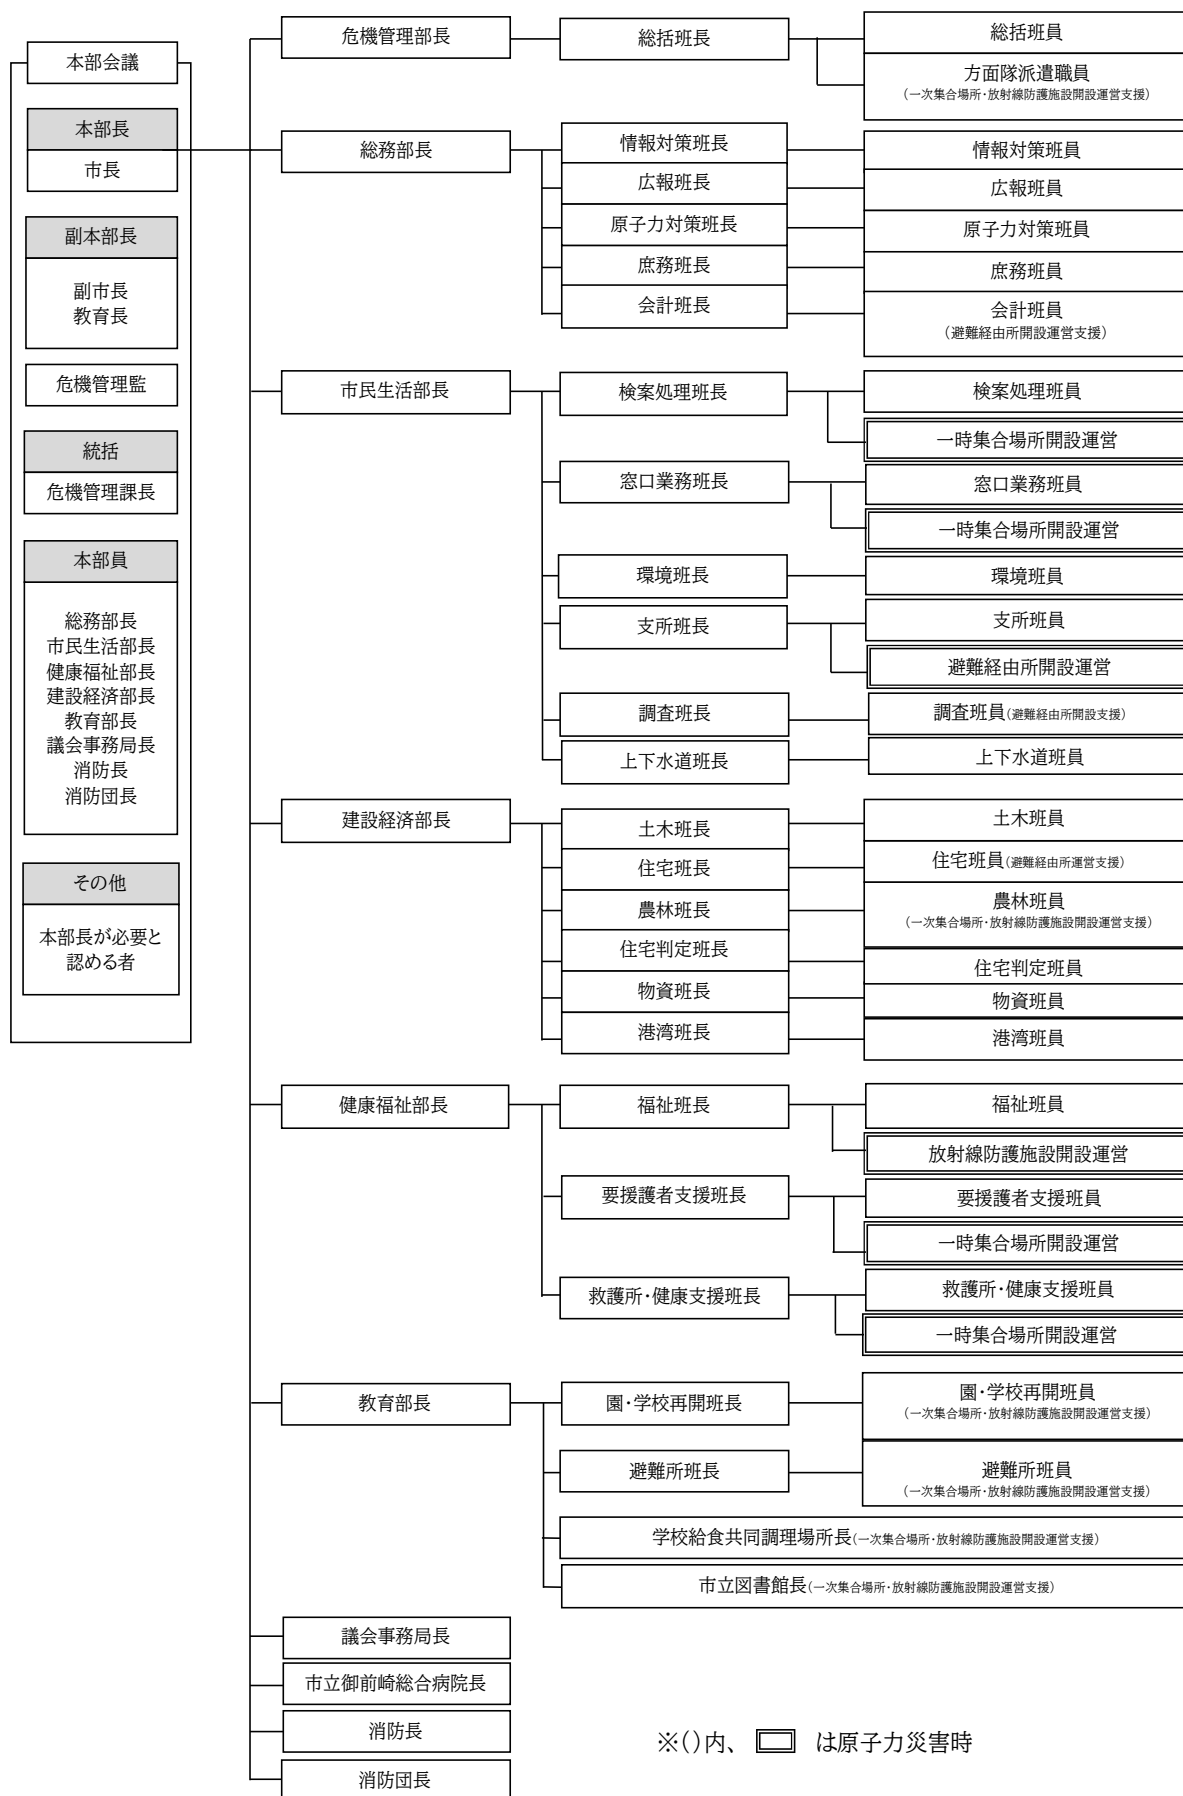 本部会議
本部長
市長
副本部長
副市長
教育長
危機管理監
統括
危機管理課長
本部員
総務部長
市民生活部長
健康福祉部長
建設経済部長
教育部長
議会事務局長
消防長
消防団長
その他
本部長が必要と
認める者
危機管理部長
総括班長
総括班員
方面隊派遣職員
(一次集合場所・放射線防護施設開設運営支援)
総務部長
情報対策班長
情報対策班員
広報班長
広報班員
原子力対策班長
原子力対策班員
庶務班長
庶務班員
会計班長
会計班員
(避難経由所開設運営支援)
市民生活部長
検案処理班長
検案処理班員
一時集合場所開設運営
窓口業務班長
窓口業務班員
一時集合場所開設運営
環境班長
環境班員
支所班長
支所班員
避難経由所開設運営
調査班長
調査班員(避難経由所開設支援)
上下水道班長
上下水道班員
建設経済部長
土木班長
土木班員
住宅班長
住宅班員(避難経由所運営支援)
農林班長
農林班員
(一次集合場所・放射線防護施設開設運営支援)
住宅判定班長
住宅判定班員
物資班長
物資班員
港湾班長
港湾班員
健康福祉部長
福祉班長
福祉班員
放射線防護施設開設運営
要援護者支援班長
要援護者支援班員
一時集合場所開設運営
救護所・健康支援班長
救護所・健康支援班員
一時集合場所開設運営
教育部長
園・学校再開班長
園・学校再開班員
(一次集合場所・放射線防護施設開設運営支援)
避難所班長
避難所班員
(一次集合場所・放射線防護施設開設運営支援)
学校給食共同調理場所長(一次集合場所・放射線防護施設開設運営支援)
市立図書館長(一次集合場所・放射線防護施設開設運営支援)
議会事務局長
市立御前崎総合病院長
消防長
消防団長
※()内、 は原子力災害時